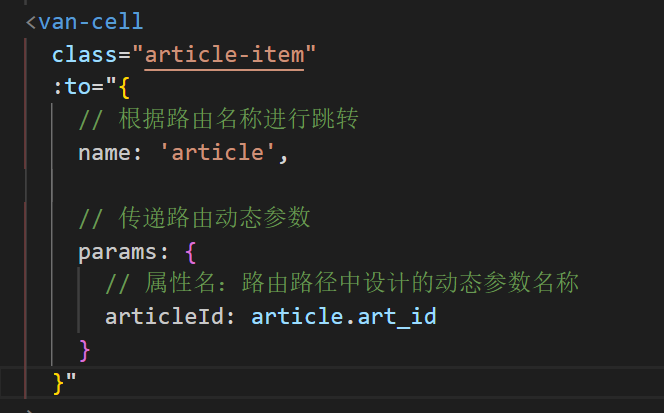 <van-cell
class="article-item"
:to="{
// 根据路由名称进行跳转
name: 'article',
// 传递路由动态参数
params: {
// 属性名：路由路径中设计的动态参数名称
articleId: article.art_id
}
}"